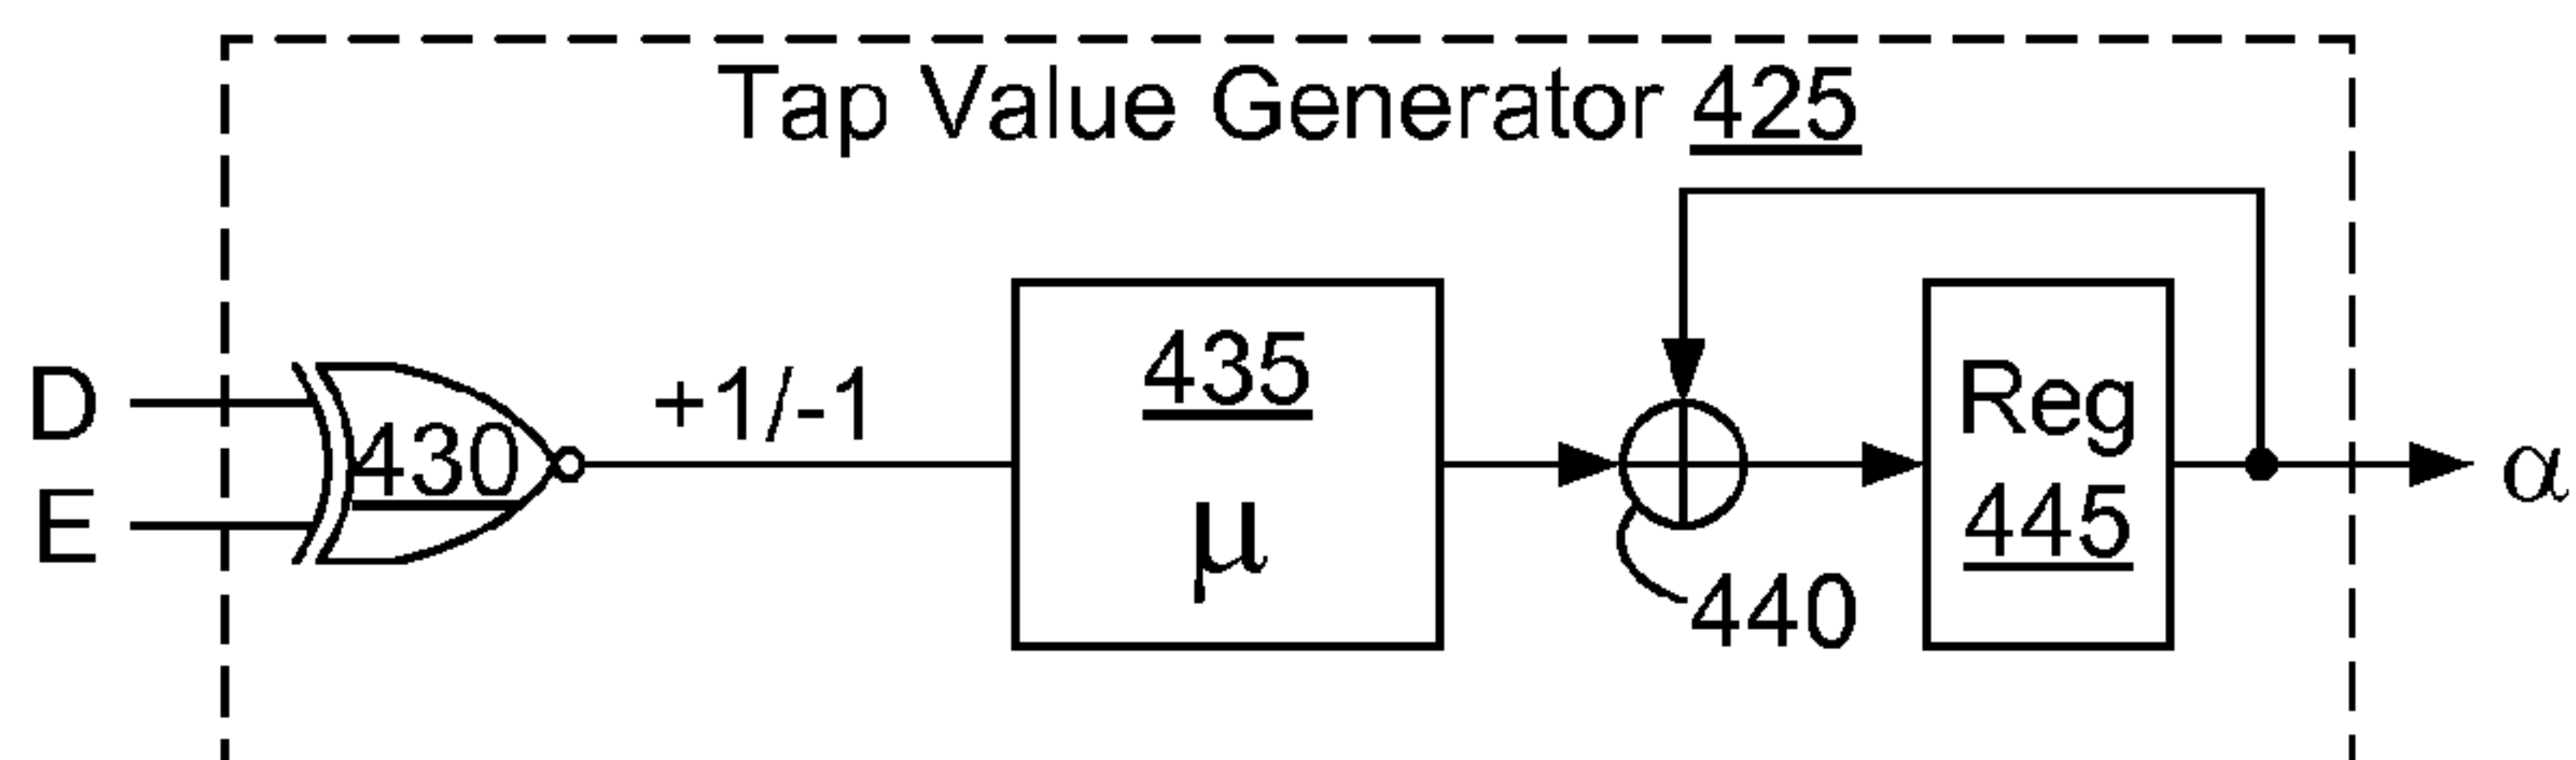 Tap Value Generator 425
D
E
430
+1/-1
435
μ
440
Reg
445
α